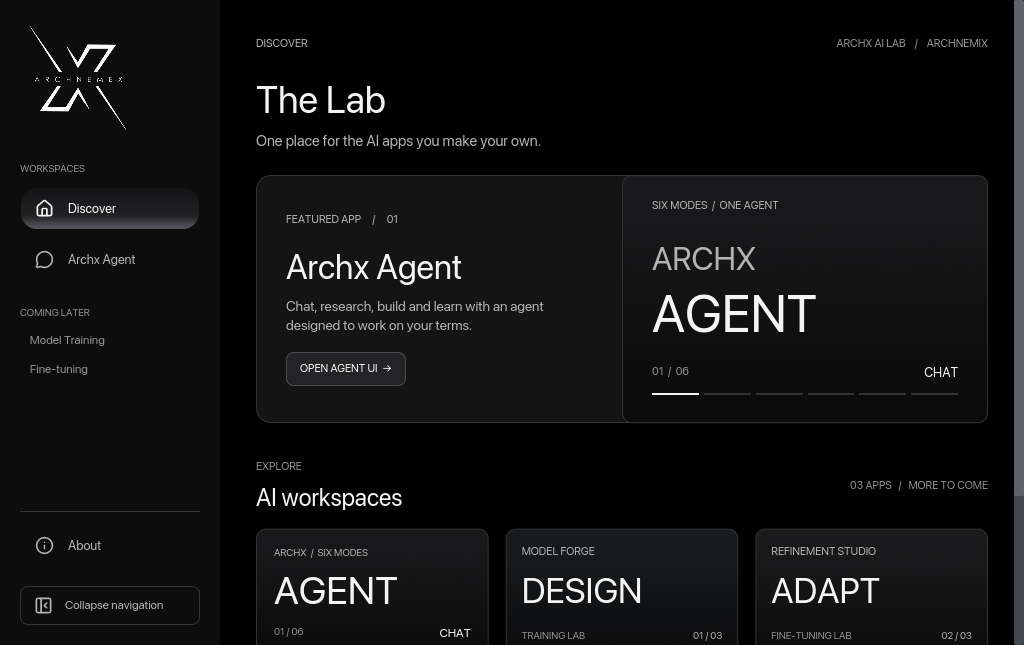 ARCHNEMEX
WORKSPACES
Discover
Archx Agent
COMING LATER
Model Training
Fine-tuning
About
Collapse navigation
DISCOVER
ARCHX AI LAB / ARCHNEMIX
The Lab
One place for the AI apps you make your own.
FEATURED APP / 01
Archx Agent
Chat, research, build and learn with an agent
designed to work on your terms.
OPEN AGENT UI →
SIX MODES / ONE AGENT
ARCHX
AGENT
01 / 06
CHAT
EXPLORE
AI workspaces
03 APPS / MORE TO COME
ARCHX / SIX MODES
AGENT
01 / 06
CHAT
MODEL FORGE
DESIGN
TRAINING LAB
01 / 03
REFINEMENT STUDIO
ADAPT
FINE-TUNING LAB
02 / 03